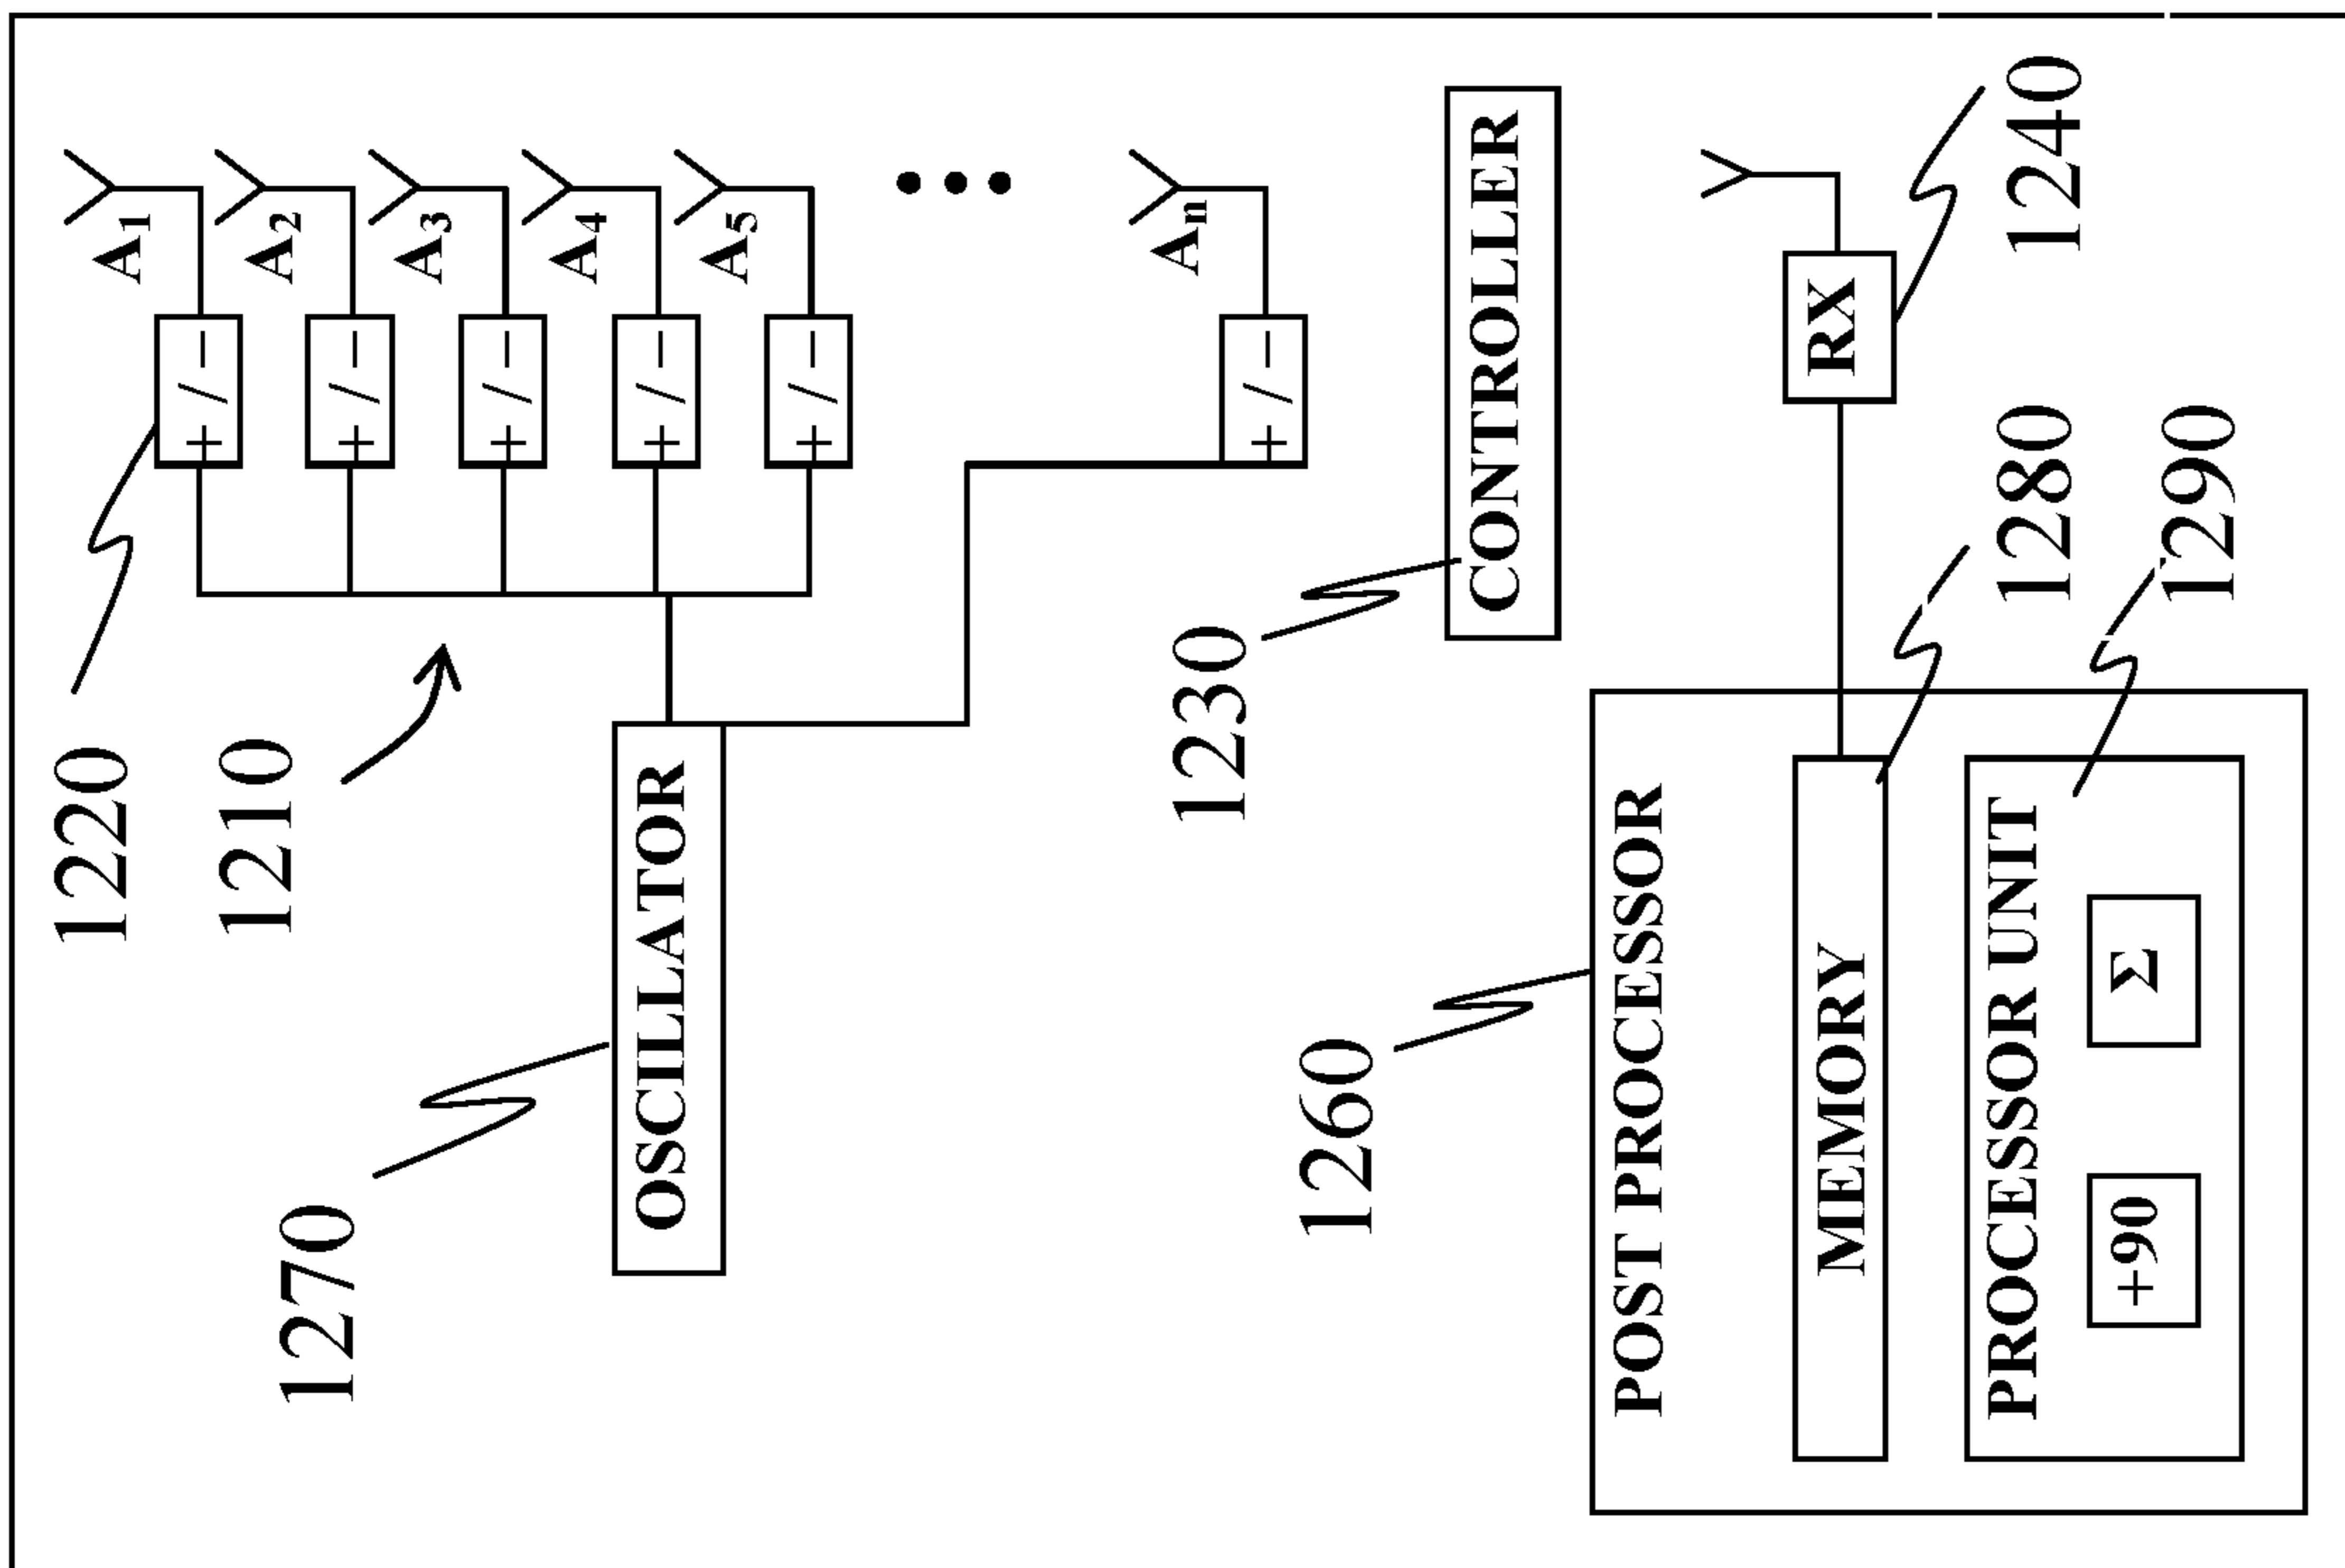 1220
1210
1270
OSCILLATOR
+/−
A1
+/−
A2
+/−
A3
+/−
A4
+/−
A5
+/−
An
1230
CONTROLLER
1260
POST PROCESSOR
MEMORY
PROCESSOR UNIT
+90
Σ
RX
1240
1280
1290